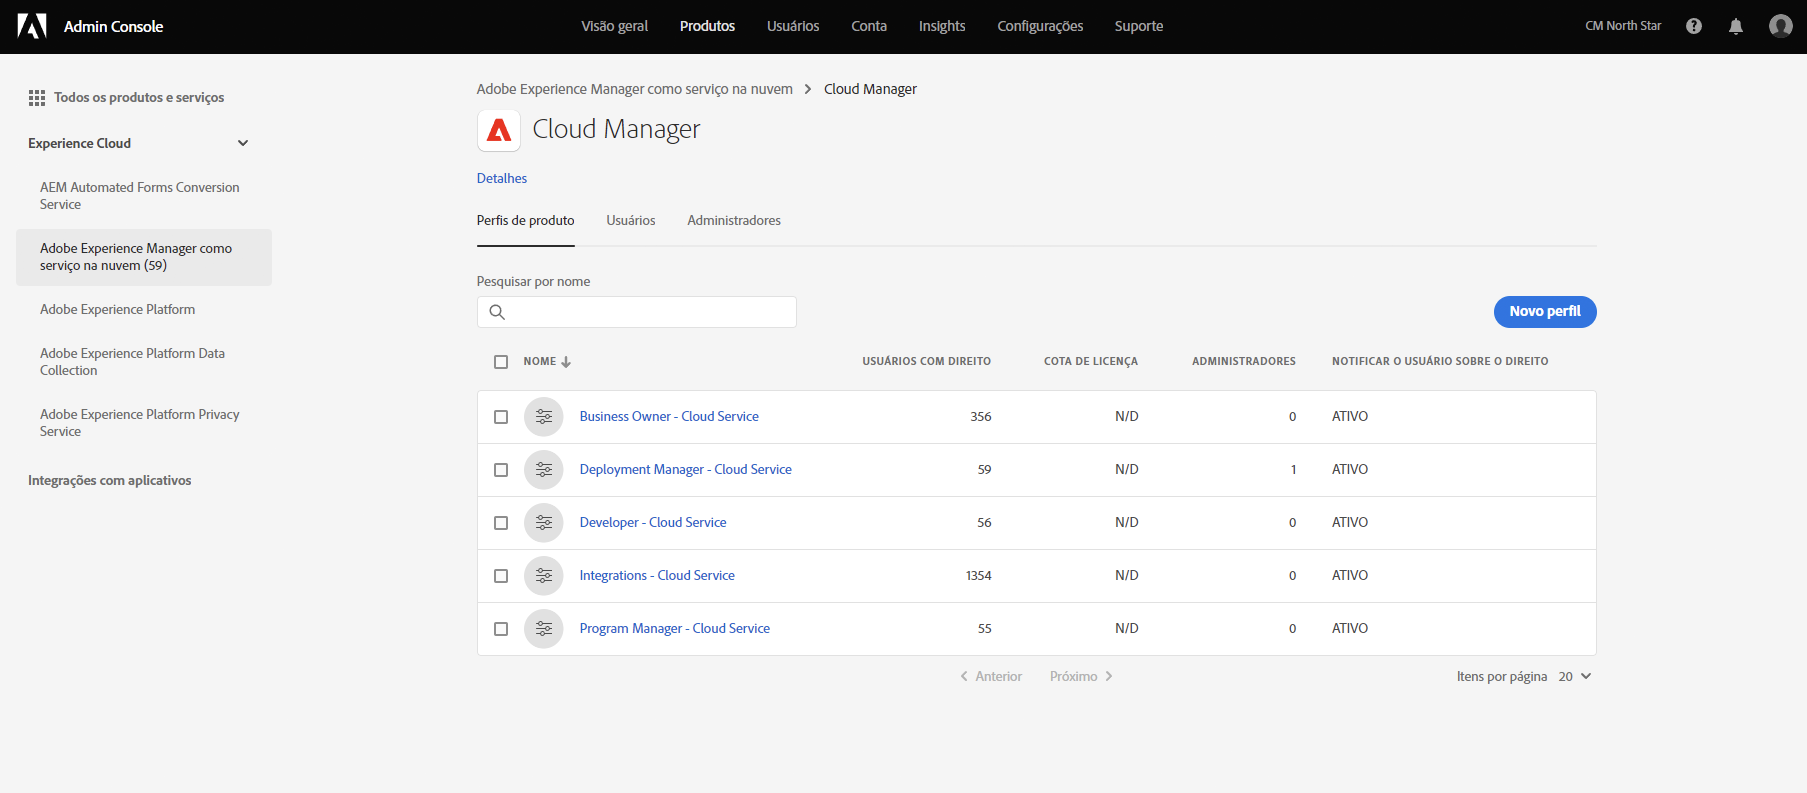 Admin Console
Visão geral
Produtos
Usuários
Conta
Insights
Configurações
Suporte
CM North Star
Todos os produtos e serviços
Experience Cloud
AEM Automated Forms Conversion
Service
Adobe Experience Manager como
serviço na nuvem (59)
Adobe Experience Platform
Adobe Experience Platform Data
Collection
Adobe Experience Platform Privacy
Service
Integrações com aplicativos
Adobe Experience Manager como serviço na nuvem > Cloud Manager
Cloud Manager
Detalhes
Perfis de produto
Usuários
Administradores
Pesquisar por nome
Novo perfil
NOME USUÁRIOS COM DIREITO COTA DE LICENÇA ADMINISTRADORES NOTIFICAR O USUÁRIO SOBRE O DIREITO
Business Owner - Cloud Service 356 N/D 0 ATIVO
Deployment Manager - Cloud Service 59 N/D 1 ATIVO
Developer - Cloud Service 56 N/D 0 ATIVO
Integrations - Cloud Service 1354 N/D 0 ATIVO
Program Manager - Cloud Service 55 N/D 0 ATIVO
Anterior Próximo
Itens por página 20